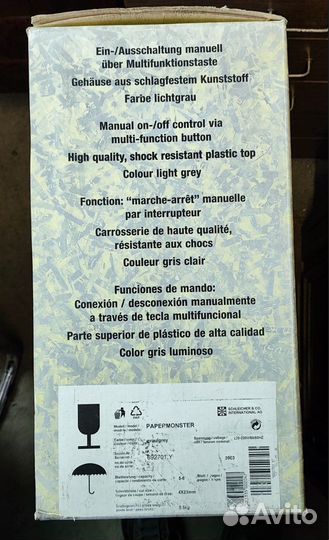 Ein-/Ausschaltung manuell
über Multifunktionstaste
Gehäuse aus schlagfestem Kunststoff
Farbe lichtgrau
Manual on-/off control via
multi-function button
High quality, shock resistant plastic top
Colour light grey
Fonction: “marche-arrêt” manuelle
par interrupteur
Carrosserie de haute qualité,
résistante aux chocs
Couleur gris clair
Funciones de mando:
Conexión / desconexión manualmente
a través de tecla multifuncional
Parte superior de plástico de alta calidad
Color gris luminoso
SCHLEICHER & CO.
INTERNATIONAL AG
PAPERMONSTER
5-6
4X23mm
Avito